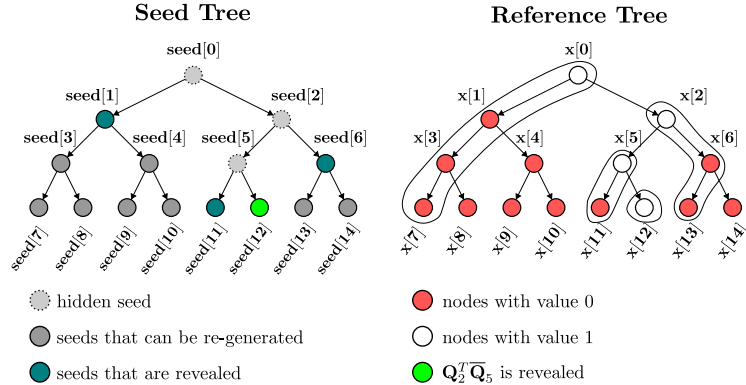 Seed Tree
Reference Tree
seed[0]
x[0]
seed[1]
seed[2]
x[1]
x[2]
seed[3]
seed[4]
seed[5]
seed[6]
x[3]
x[4]
x[5]
x[6]
seed[7]
seed[8]
seed[9]
seed[10]
seed[11]
seed[12]
seed[13]
seed[14]
x[7]
x[8]
x[9]
x[10]
x[11]
x[12]
x[13]
x[14]
hidden seed
nodes with value 0
seeds that can be re-generated
nodes with value 1
seeds that are revealed
Q₂ᵀQ̅₅ is revealed